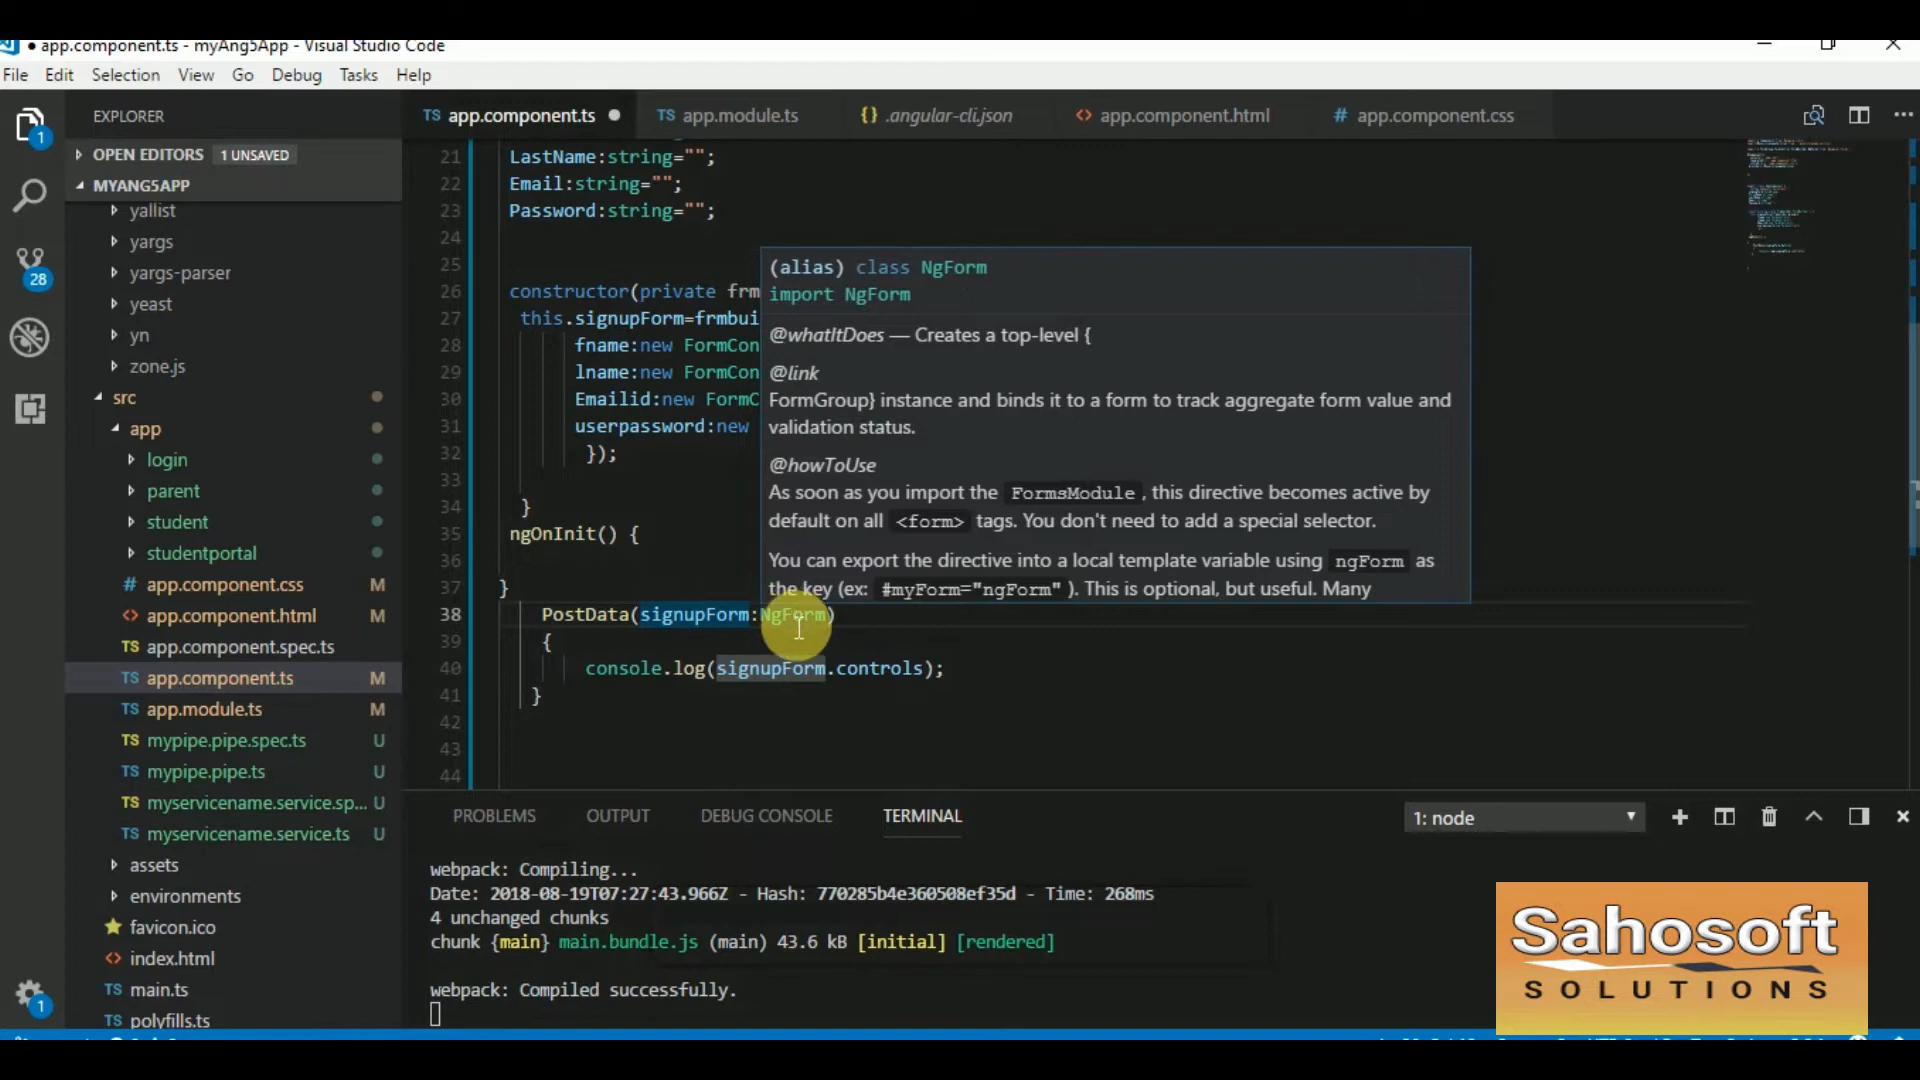 ● app.component.ts - myAng5App - Visual Studio Code
File Edit Selection View Go Debug Tasks Help
EXPLORER
TS app.component.ts ●
TS app.module.ts
{} .angular-cli.json
<> app.component.html
# app.component.css
OPEN EDITORS 1 UNSAVED
MYANG5APP
yallist
yargs
yargs-parser
yeast
yn
zone.js
src
app
login
parent
student
studentportal
# app.component.css M
<> app.component.html M
TS app.component.spec.ts
TS app.component.ts M
TS app.module.ts M
TS mypipe.pipe.spec.ts U
TS mypipe.pipe.ts U
TS myservicename.service.sp... U
TS myservicename.service.ts U
assets
environments
favicon.ico
<> index.html
TS main.ts
TS polyfills.ts
1
28
1
21 LastName:string="";
22 Email:string="";
23 Password:string="";
24
25
26 constructor(private frm
27 this.signupForm=frmbui
28 fname:new FormCon
29 lname:new FormCon
30 Emailid:new FormC
31 userpassword:new
32 });
33
34 }
35 ngOnInit() {
36
37 }
38 PostData(signupForm:NgForm)
39 {
40 console.log(signupForm.controls);
41 }
42
43
44
(alias) class NgForm
import NgForm
@whatItDoes — Creates a top-level {
@link
FormGroup} instance and binds it to a form to track aggregate form value and
validation status.
@howToUse
As soon as you import the FormsModule, this directive becomes active by
default on all <form> tags. You don't need to add a special selector.
You can export the directive into a local template variable using ngForm as
the key (ex: #myForm="ngForm"). This is optional, but useful. Many
PROBLEMS OUTPUT DEBUG CONSOLE TERMINAL
1: node
webpack: Compiling...
Date: 2018-08-19T07:27:43.966Z - Hash: 770285b4e360508ef35d - Time: 268ms
4 unchanged chunks
chunk {main} main.bundle.js (main) 43.6 kB [initial] [rendered]
webpack: Compiled successfully.
Sahosoft
SOLUTIONS